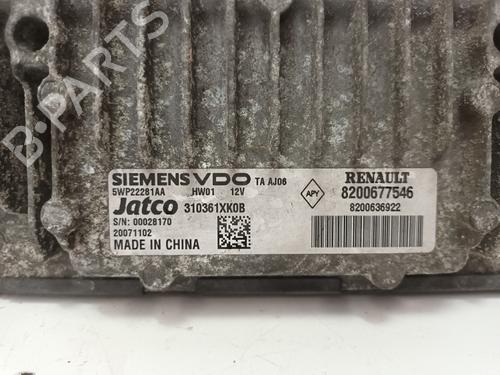 SIEMENS VDO TA AJ06
5WP22281AA HW01 12V
Jatco 310361XK0B
S/N: 00028170
20071102
MADE IN CHINA
APY
RENAULT
8200677546
8200636922
B-PARTS